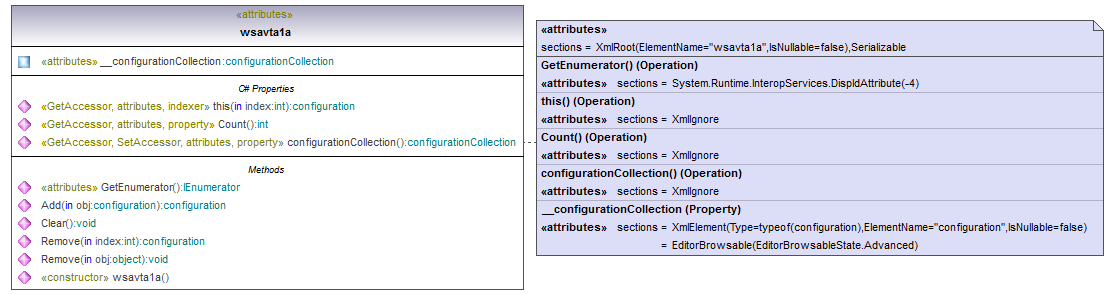 «attributes»
wsavta1a
«attributes» __configurationCollection:configurationCollection
C# Properties
«GetAccessor, attributes, indexer» this(in index:int):configuration
«GetAccessor, attributes, property» Count():int
«GetAccessor, SetAccessor, attributes, property» configurationCollection():configurationCollection
Methods
«attributes» GetEnumerator():IEnumerator
Add(in obj:configuration):configuration
Clear():void
Remove(in index:int):configuration
Remove(in obj:object):void
«constructor» wsavta1a()
«attributes»
sections = XmlRoot(ElementName="wsavta1a",IsNullable=false),Serializable
GetEnumerator() (Operation)
«attributes» sections = System.Runtime.InteropServices.DispIdAttribute(-4)
this() (Operation)
«attributes» sections = XmlIgnore
Count() (Operation)
«attributes» sections = XmlIgnore
configurationCollection() (Operation)
«attributes» sections = XmlIgnore
__configurationCollection (Property)
«attributes» sections = XmlElement(Type=typeof(configuration),ElementName="configuration",IsNullable=false)
= EditorBrowsable(EditorBrowsableState.Advanced)